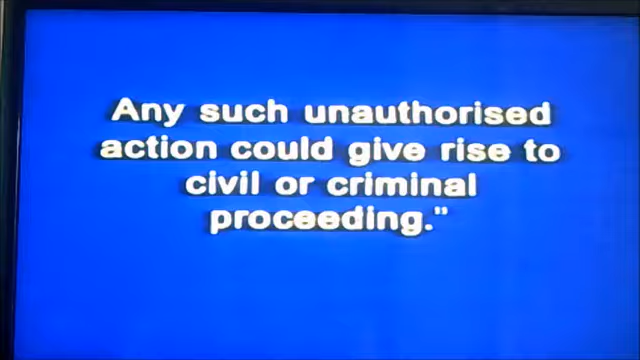 Any such unauthorised
action could give rise to
civil or criminal
proceeding."